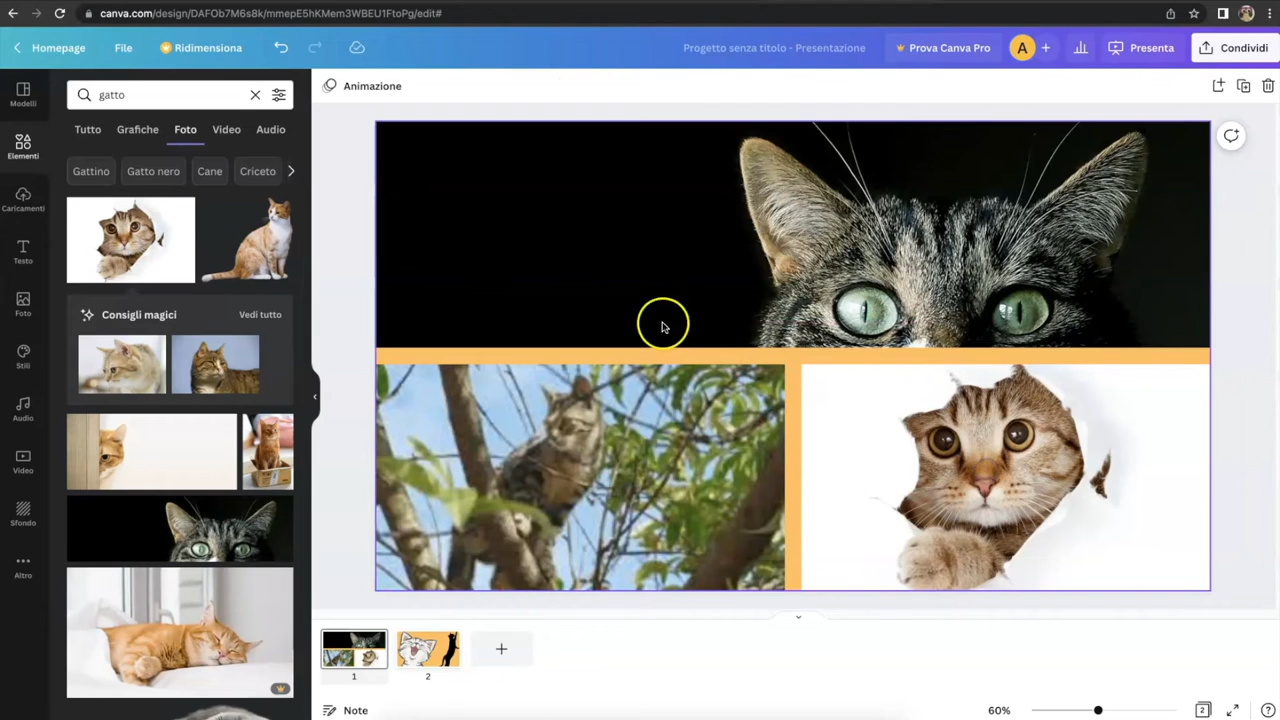 canva.com/design/DAFOb7M6s8k/mmepE5hKMem3WBEU1FtoPg/edit#
Homepage File Ridimensiona Progetto senza titolo - Presentazione Prova Canva Pro A Presenta Condividi
Modelli
Elementi
Caricamenti
Testo
Foto
Stili
Audio
Video
Sfondo
Altro
gatto
Tutto Grafiche Foto Video Audio
Gattino Gatto nero Cane Criceto
Consigli magici Vedi tutto
Animazione
1 2
Note 60% 2